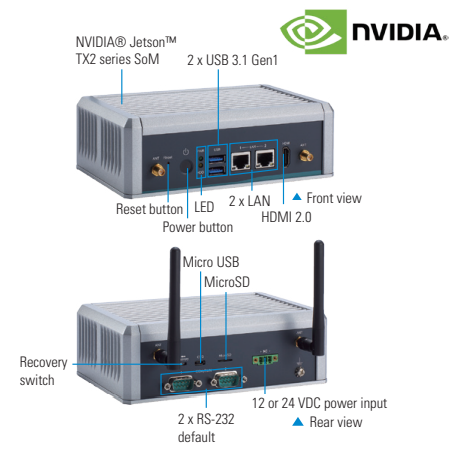 NVIDIA® Jetson™
TX2 series SoM
NVIDIA®
2 x USB 3.1 Gen1
Reset button
LED
2 x LAN
▲ Front view
Power button
HDMI 2.0
Micro USB
MicroSD
Recovery
switch
2 x RS-232
default
12 or 24 VDC power input
▲ Rear view